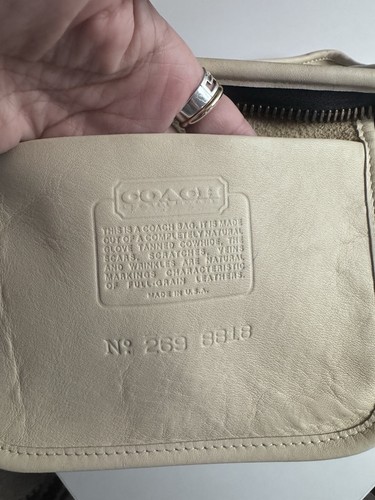 COACH
THIS IS A COACH BAG. IT IS MADE
OUT OF A COMPLETELY NATURAL
GLOVE TANNED COWHIDE, THE
SCARS, SCRATCHES, VEINS
AND WRINKLES ARE NATURAL
MARKINGS CHARACTERISTIC
OF FULL-GRAIN LEATHERS.
MADE IN U.S.A.
No 269 8818